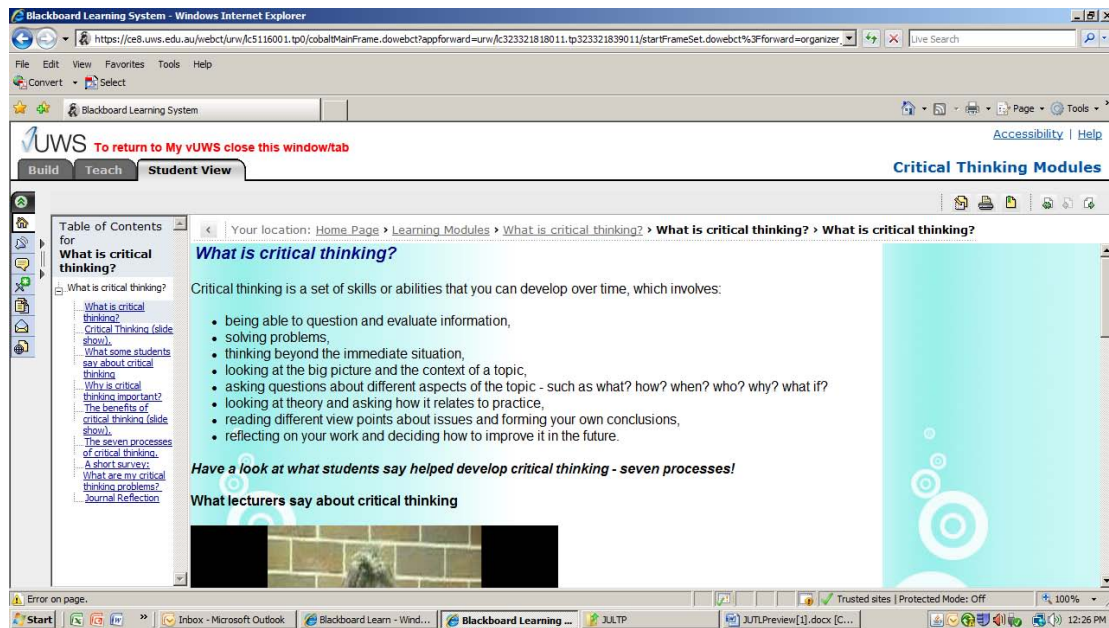 Blackboard Learning System - Windows Internet Explorer
https://ce8.uws.edu.au/webct/urw/lc5116001.tp0/cobaltMainFrame.dowebct?appforward=urw/lc323321818011.tp323321839011/startFrameSet.dowebct%3Fforward=organizer_
Live Search
File Edit View Favorites Tools Help
Convert Select
Blackboard Learning System
Page Tools
vUWS To return to My vUWS close this window/tab
Accessibility | Help
Build Teach Student View
Critical Thinking Modules
Table of Contents
for
What is critical
thinking?
What is critical thinking?
What is critical
thinking?
Critical Thinking (slide
show).
What some students
say about critical
thinking
Why is critical
thinking important?
The benefits of
critical thinking (slide
show).
The seven processes
of critical thinking.
A short survey:
What are my critical
thinking problems?
Journal Reflection
Your location: Home Page › Learning Modules › What is critical thinking? › What is critical thinking? › What is critical thinking?
What is critical thinking?
Critical thinking is a set of skills or abilities that you can develop over time, which involves:
• being able to question and evaluate information,
• solving problems,
• thinking beyond the immediate situation,
• looking at the big picture and the context of a topic,
• asking questions about different aspects of the topic - such as what? how? when? who? why? what if?
• looking at theory and asking how it relates to practice,
• reading different view points about issues and forming your own conclusions,
• reflecting on your work and deciding how to improve it in the future.
Have a look at what students say helped develop critical thinking - seven processes!
What lecturers say about critical thinking
Error on page.
Trusted sites | Protected Mode: Off
100%
Start
Inbox - Microsoft Outlook
Blackboard Learn - Wind...
Blackboard Learning ...
JULTP
JUTLPreview[1].docx [C...
12:26 PM